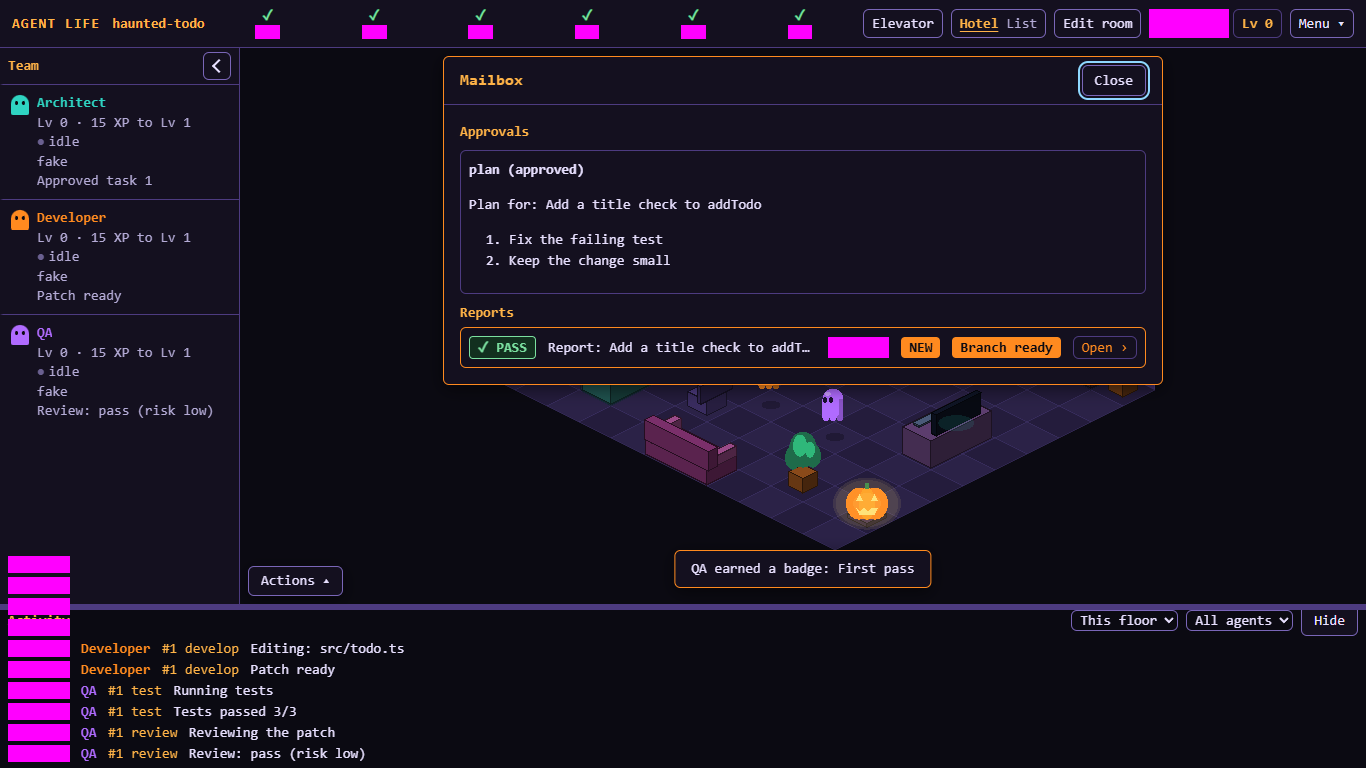 AGENT LIFE haunted-todo ✓ ✓ ✓ ✓ ✓ ✓ Elevator Hotel List Edit room Lv 0 Menu ▾
Team
Architect
Lv 0 · 15 XP to Lv 1
idle
fake
Approved task 1
Developer
Lv 0 · 15 XP to Lv 1
idle
fake
Patch ready
QA
Lv 0 · 15 XP to Lv 1
idle
fake
Review: pass (risk low)
Mailbox
Close
Approvals
plan (approved)
Plan for: Add a title check to addTodo
1. Fix the failing test
2. Keep the change small
Reports
✓ PASS Report: Add a title check to addT… NEW Branch ready Open ›
QA earned a badge: First pass
Actions ▴
This floor All agents Hide
Developer #1 develop Editing: src/todo.ts
Developer #1 develop Patch ready
QA #1 test Running tests
QA #1 test Tests passed 3/3
QA #1 review Reviewing the patch
QA #1 review Review: pass (risk low)